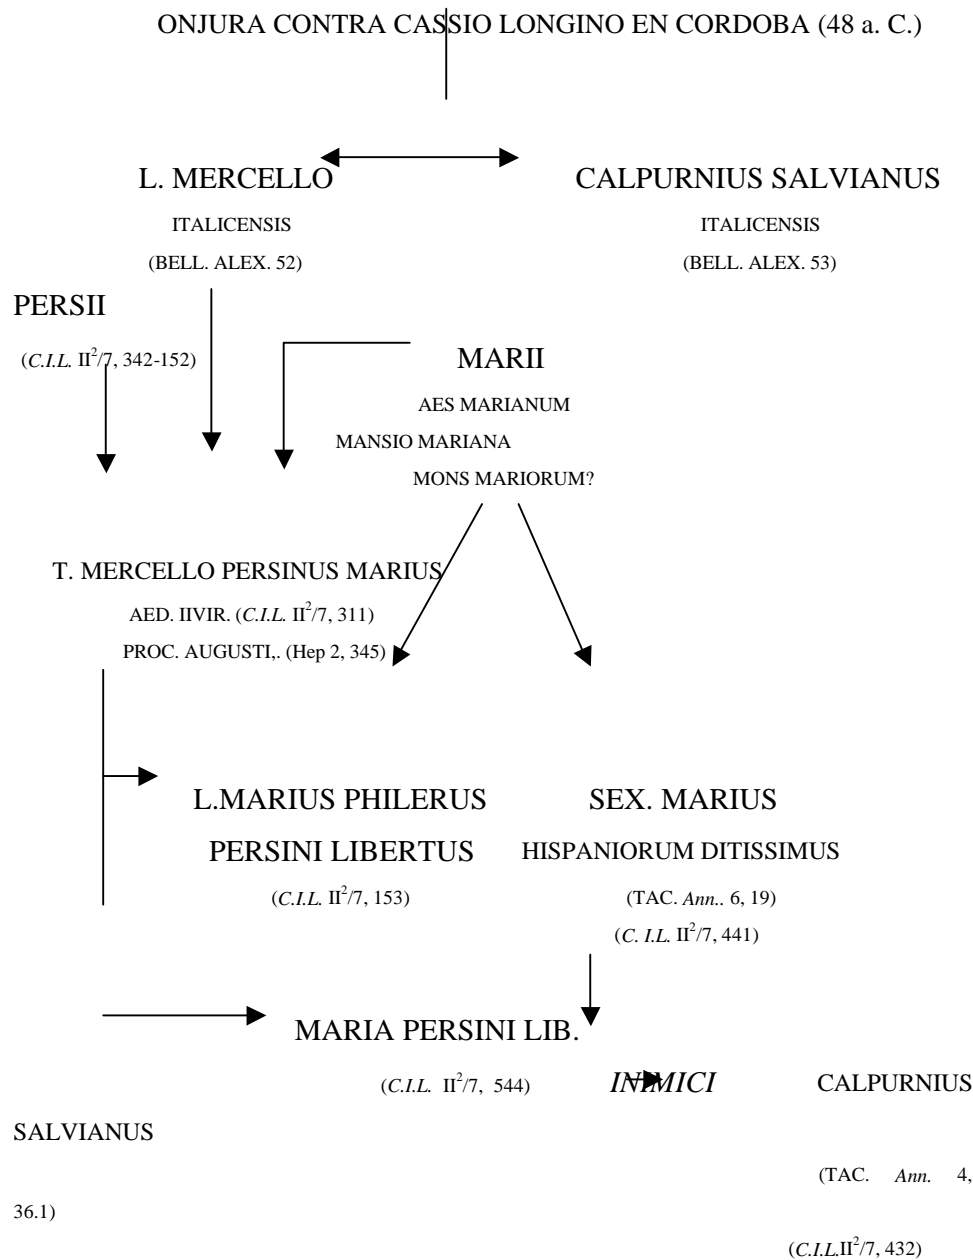 ONJURA CONTRA CASSIO LONGINO EN CORDOBA (48 a. C.)
L. MERCELLO CALPURNIUS SALVIANUS
ITALICENSIS ITALICENSIS
(BELL. ALEX. 52) (BELL. ALEX. 53)
PERSII
(C.I.L. II²/7, 342-152)
MARII
AES MARIANUM
MANSIO MARIANA
MONS MARIORUM?
T. MERCELLO PERSINUS MARIUS
AED. IIVIR. (C.I.L. II²/7, 311)
PROC. AUGUSTI,. (Hep 2, 345)
L.MARIUS PHILERUS SEX. MARIUS
PERSINI LIBERTUS HISPANIORUM DITISSIMUS
(C.I.L. II²/7, 153) (TAC. Ann.. 6, 19)
(C. I.L. II²/7, 441)
MARIA PERSINI LIB.
(C.I.L. II²/7, 544) INIMICI CALPURNIUS
SALVIANUS
(TAC. Ann. 4,
36.1)
(C.I.L.II²/7, 432)